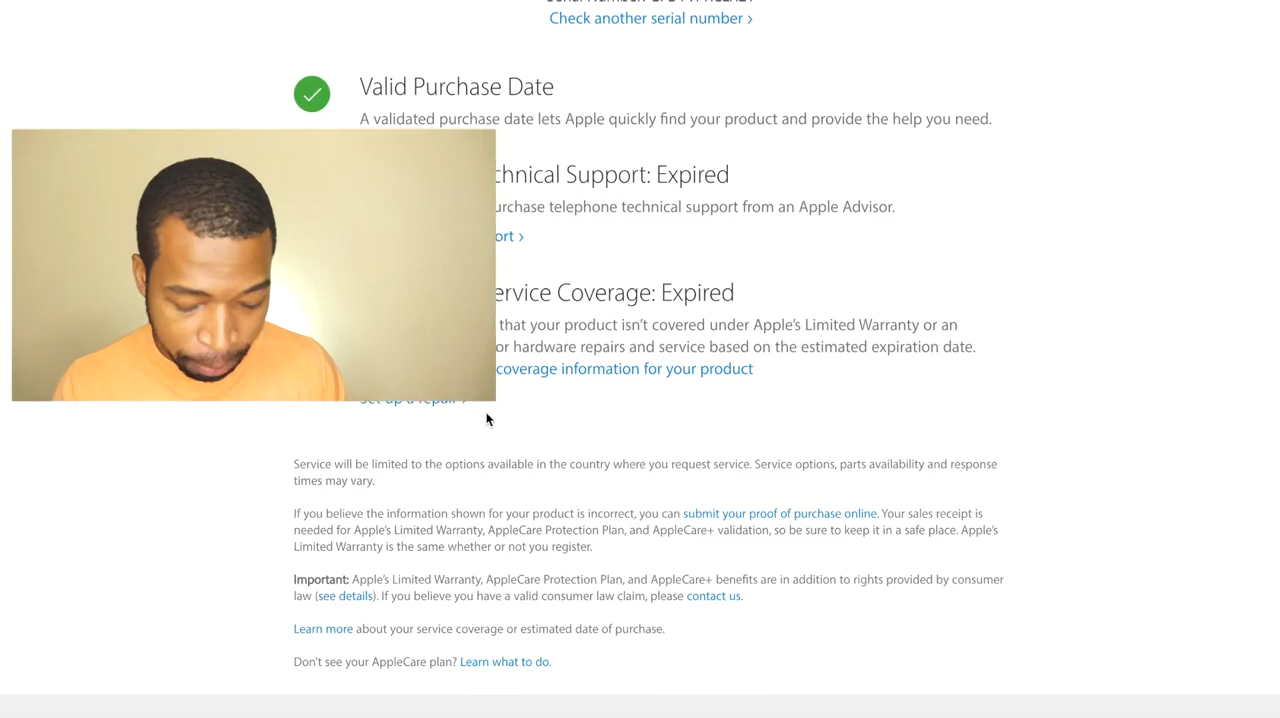 Check another serial number ›
Valid Purchase Date
A validated purchase date lets Apple quickly find your product and provide the help you need.
Technical Support: Expired
purchase telephone technical support from an Apple Advisor.
›
Service Coverage: Expired
that your product isn’t covered under Apple’s Limited Warranty or an
or hardware repairs and service based on the estimated expiration date.
coverage information for your product
Set up a repair ›
Service will be limited to the options available in the country where you request service. Service options, parts availability and response
times may vary.
If you believe the information shown for your product is incorrect, you can submit your proof of purchase online. Your sales receipt is
needed for Apple’s Limited Warranty, AppleCare Protection Plan, and AppleCare+ validation, so be sure to keep it in a safe place. Apple’s
Limited Warranty is the same whether or not you register.
Important: Apple’s Limited Warranty, AppleCare Protection Plan, and AppleCare+ benefits are in addition to rights provided by consumer
law (see details). If you believe you have a valid consumer law claim, please contact us.
Learn more about your service coverage or estimated date of purchase.
Don’t see your AppleCare plan? Learn what to do.